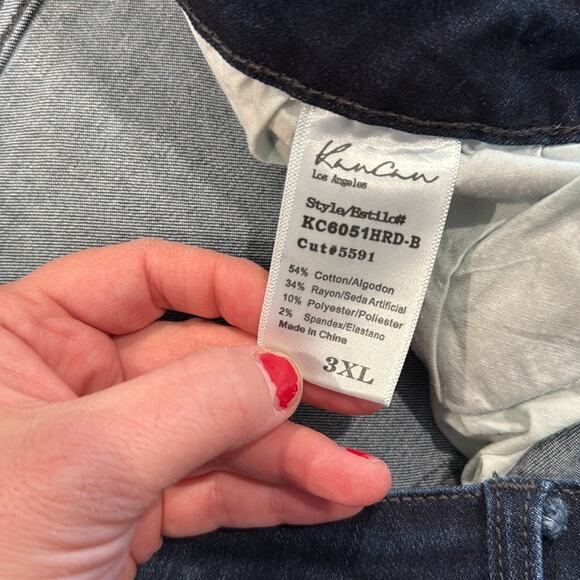 KanCan
Los Angeles
Style/Estilo#
KC6051HRD-B
Cut#5591
54% Cotton/Algodon
34% Rayon/Seda Artificial
10% Polyester/Poliester
2% Spandex/Elastano
Made in China
3XL